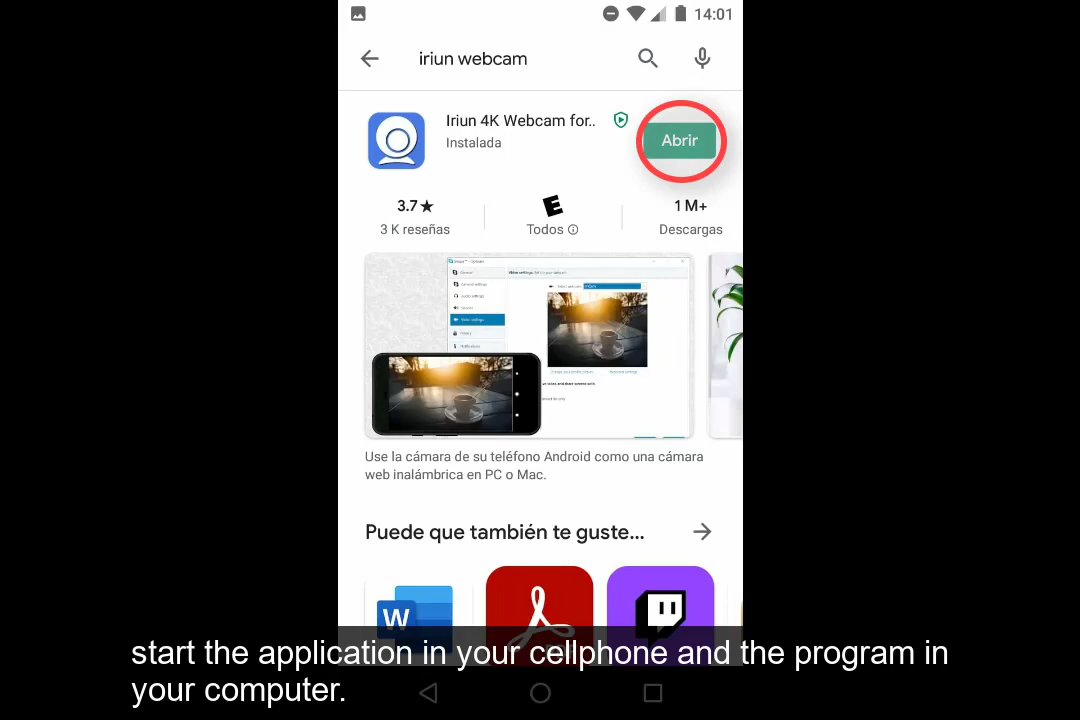 14:01
iriun webcam
Iriun 4K Webcam for..
Instalada
Abrir
3.7★
3 K reseñas
E
Todos
1 M+
Descargas
Video settings
Use la cámara de su teléfono Android como una cámara
web inalámbrica en PC o Mac.
Puede que también te guste...
W
start the application in your cellphone and the program in
your computer.